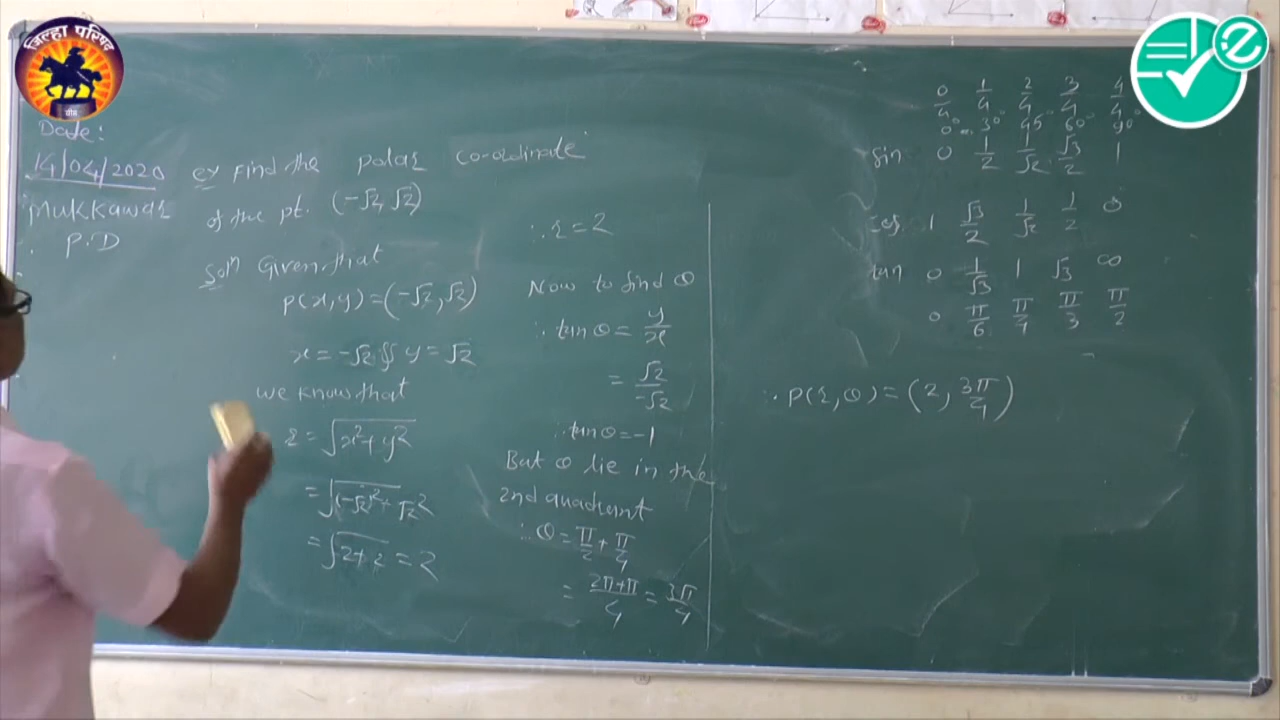 जिल्हा परिषद
बीड
Date:
14/04/2020
Mukkawar
P.D
ex Find the polar co-ordinate
of the pt. (-√2, √2)
Solⁿ Given that
P(x,y) = (-√2, √2)
x = -√2 & y = √2
we know that
r = √x²+y²
= √(-√2)²+√2²
= √2+2 = 2
∴ r = 2
Now to find θ
∴ tan θ = y/x
= √2/-√2
∴ tan θ = -1
But θ lie in the
2nd quadrant
∴ θ = π/2 + π/4
= 2π+π/4 = 3π/4
0/4 1/4 2/4 3/4 4/4
0° 30° 45° 60° 90°
sin 0 1/2 1/√2 √3/2 1
cos 1 √3/2 1/√2 1/2 0
tan 0 1/√3 1 √3 ∞
0 π/6 π/4 π/3 π/2
∴ P(r,θ) = (2, 3π/4)